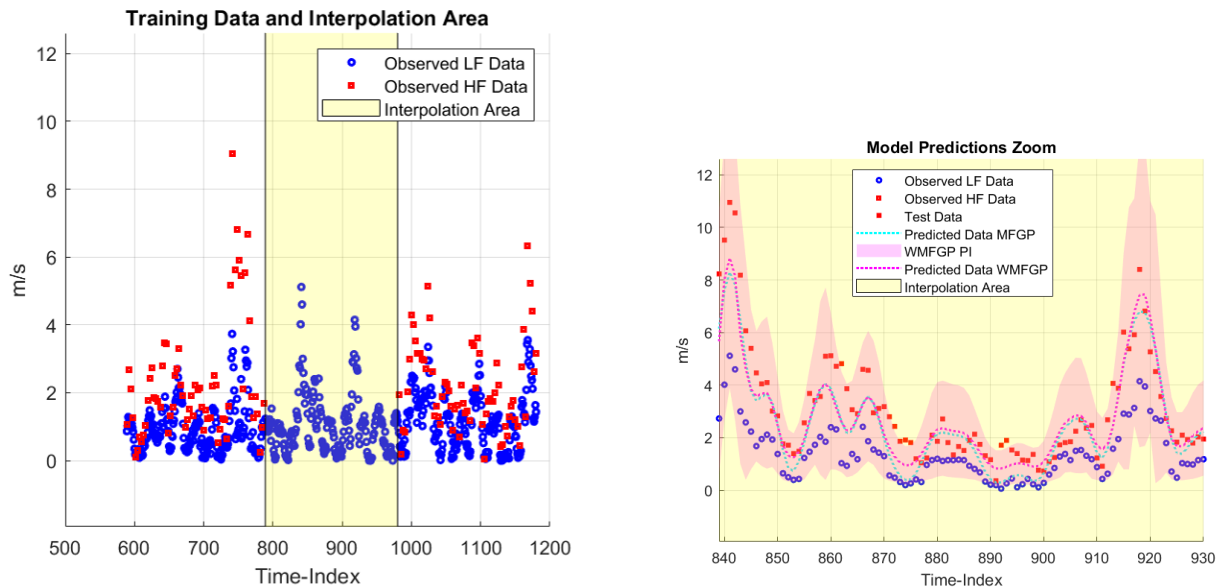 Training Data and Interpolation Area
12
10
8
6
4
2
0
m/s
500
600
700
800
900
1000
1100
1200
Time-Index
Observed LF Data
Observed HF Data
Interpolation Area
Model Predictions Zoom
12
10
8
6
4
2
0
m/s
840
850
860
870
880
890
900
910
920
930
Time-Index
Observed LF Data
Observed HF Data
Test Data
Predicted Data MFGP
WMFGP PI
Predicted Data WMFGP
Interpolation Area